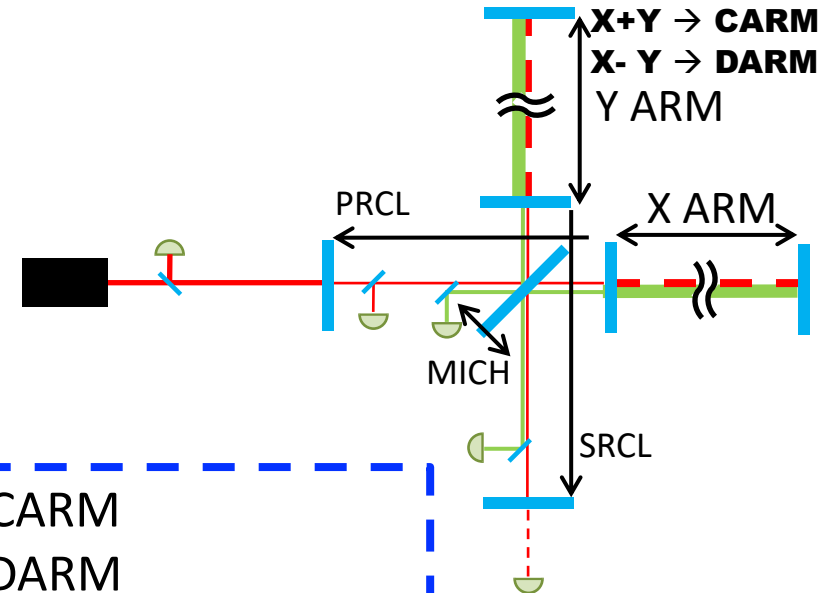 X+Y → CARM
X- Y → DARM
Y ARM
PRCL
X ARM
MICH
SRCL
CARM
DARM